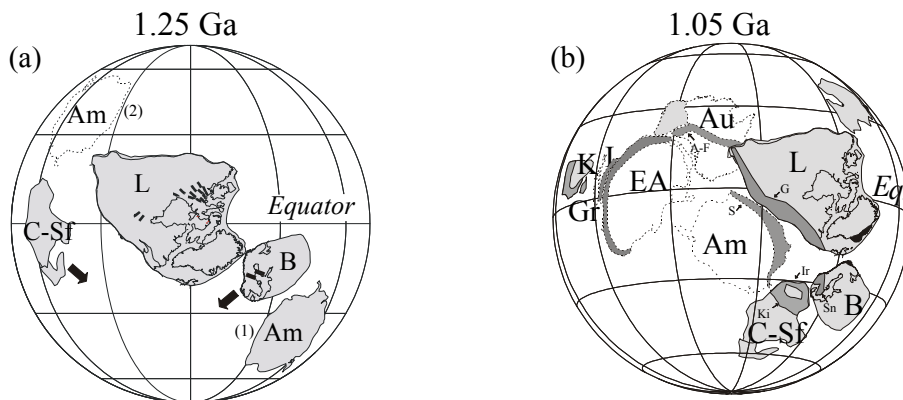 1.25 Ga
(a)
Am
(2)
L
Equator
C-Sf
B
(1)
Am
1.05 Ga
(b)
Au
A-F
K
I
L
EA
G
Eq
Gr
S
Am
Ir
Ki
Sn
B
C-Sf